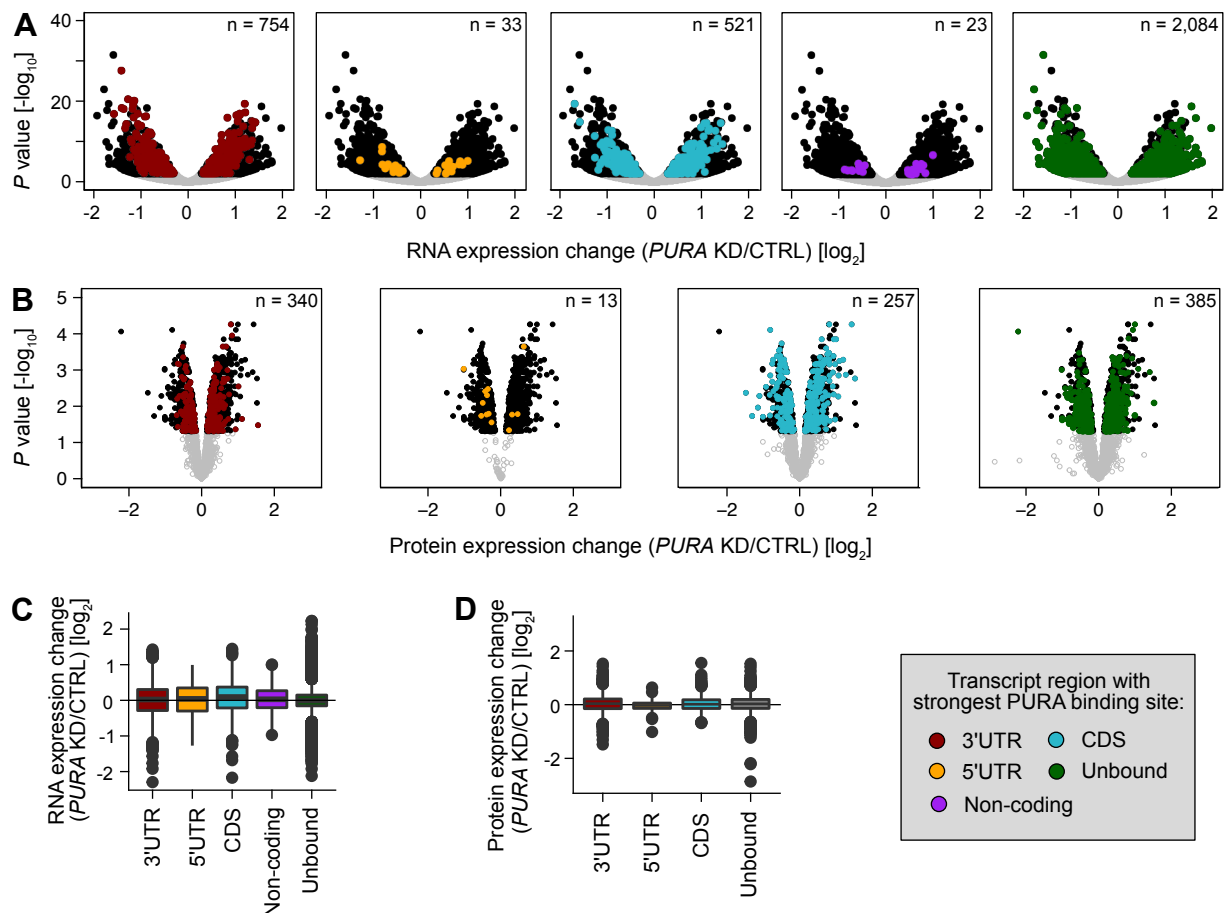 A
n = 754
n = 33
n = 521
n = 23
n = 2,084
P value [-log10]
40
20
0
-2 -1 0 1 2
-2 -1 0 1 2
-2 -1 0 1 2
-2 -1 0 1 2
-2 -1 0 1 2
RNA expression change (PURA KD/CTRL) [log2]
B
n = 340
n = 13
n = 257
n = 385
P value [-log10]
5
4
3
2
1
0
−2 0 2
−2 0 2
−2 0 2
−2 0 2
Protein expression change (PURA KD/CTRL) [log2]
C
RNA expression change
(PURA KD/CTRL) [log2]
2
1
0
-1
-2
3'UTR
5'UTR
CDS
Non-coding
Unbound
D
Protein expression change
(PURA KD/CTRL) [log2]
2
0
-2
3'UTR
5'UTR
CDS
Unbound
Transcript region with
strongest PURA binding site:
3'UTR
CDS
5'UTR
Unbound
Non-coding